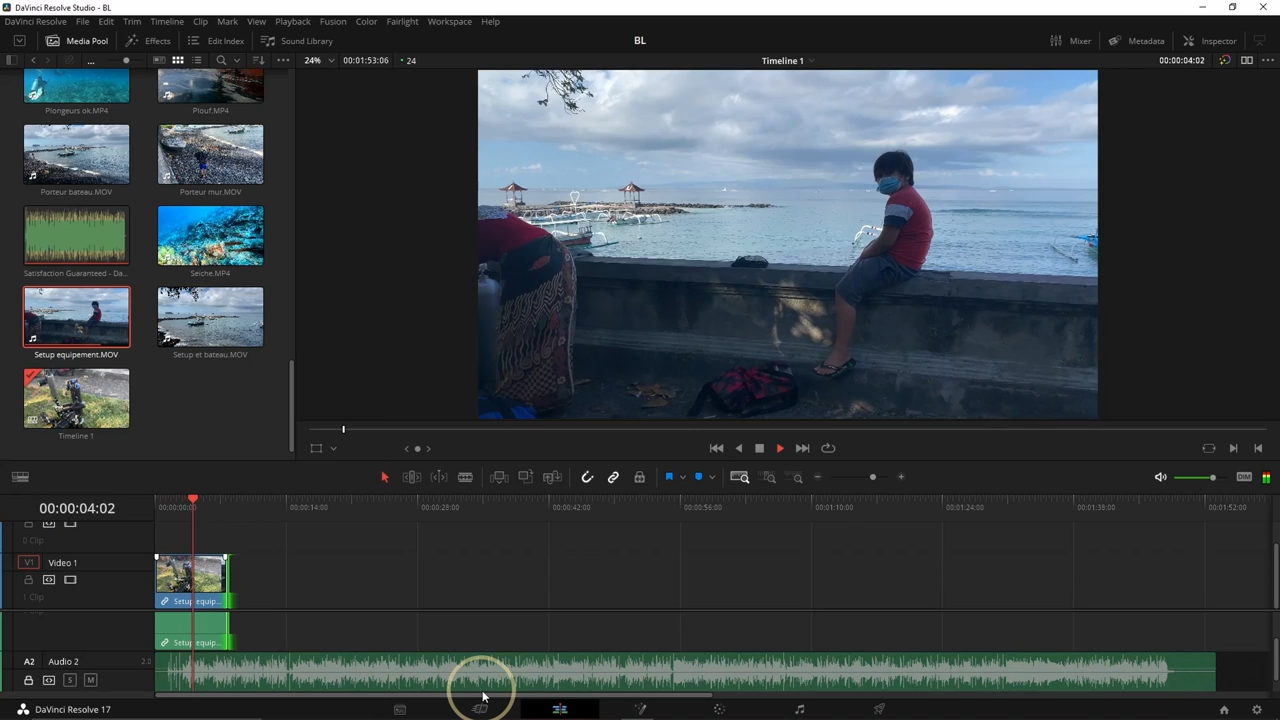 DaVinci Resolve Studio - BL
DaVinci Resolve File Edit Trim Timeline Clip Mark View Playback Fusion Color Fairlight Workspace Help
Media Pool Effects Edit Index Sound Library BL Mixer Metadata Inspector
... 24% 00:01:53:06 • 24 Timeline 1 00:00:04:02 •••
Plongeurs ok.MP4 Plouf.MP4
Porteur bateau.MOV Porteur mur.MOV
Satisfaction Guaranteed - Da... Seiche.MP4
Setup equipement.MOV Setup et bateau.MOV
Timeline 1
DIM
00:00:04:02 00:00:00:00 00:00:14:00 00:00:28:00 00:00:42:00 00:00:56:00 00:01:10:00 00:01:24:00 00:01:38:00 00:01:52:00
0 Clip
V1 Video 1
1 Clip
Setup equip...
Setup equip...
A2 Audio 2 2.0
S M
DaVinci Resolve 17